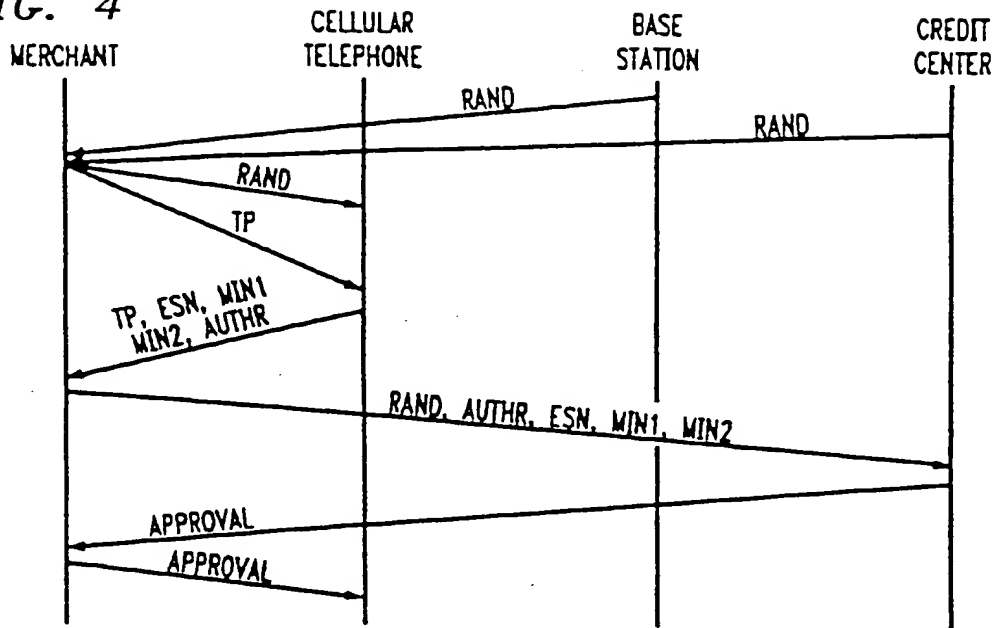 IG. 4
MERCHANT
CELLULAR
TELEPHONE
BASE
STATION
CREDIT
CENTER
RAND
RAND
RAND
TP
TP, ESN, MIN1
MIN2, AUTHR
RAND, AUTHR, ESN, MIN1, MIN2
APPROVAL
APPROVAL